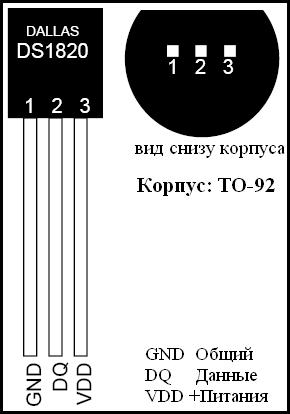 DALLAS
DS1820
1 2 3
1 2 3
вид снизу корпуса
Корпус: TO-92
GND
DQ
VDD
GND Общий
DQ Данные
VDD +Питания